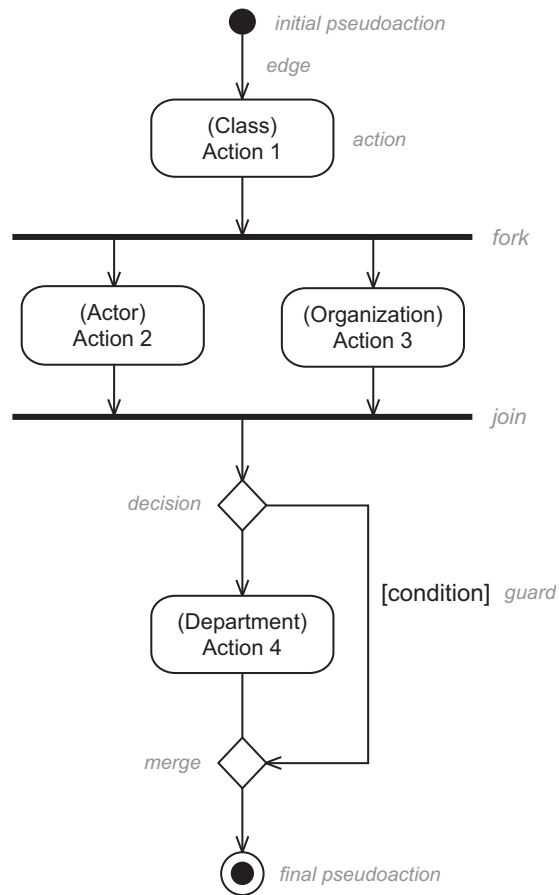 initial pseudoaction
edge
(Class)
Action 1
action
fork
(Actor)
Action 2
(Organization)
Action 3
join
decision
[condition]
guard
(Department)
Action 4
merge
final pseudoaction